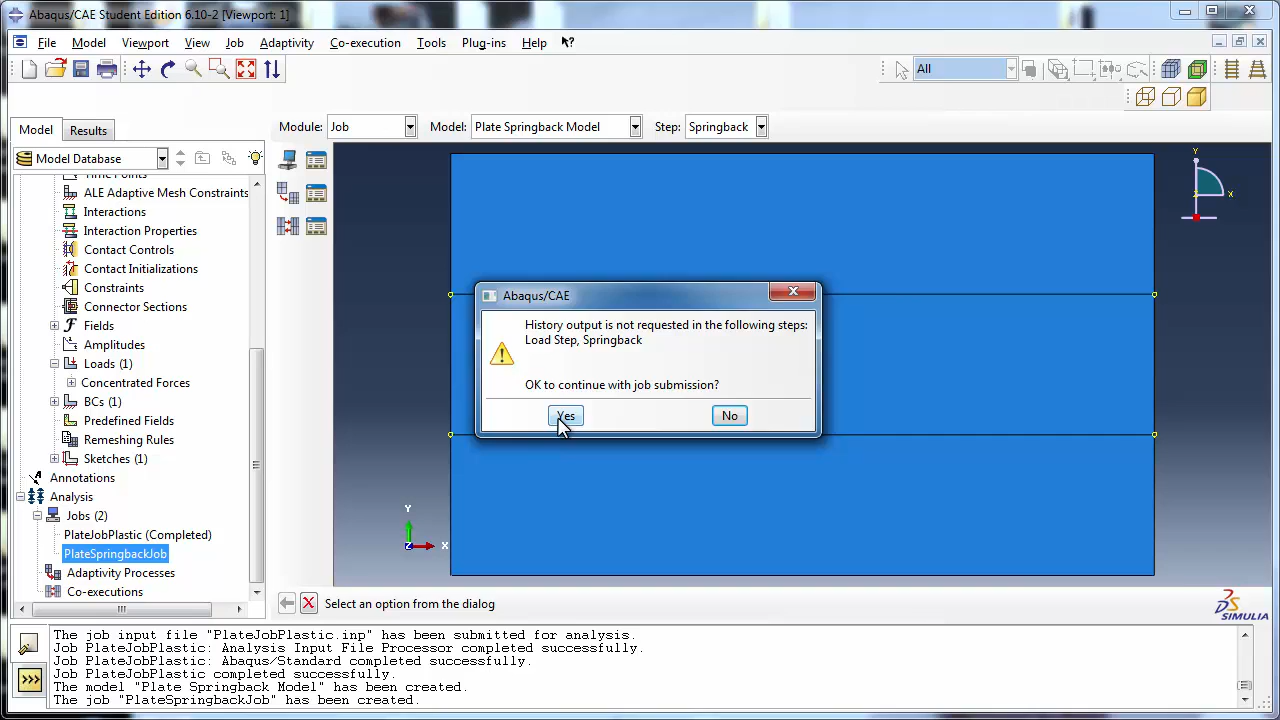 Abaqus/CAE Student Edition 6.10-2 [Viewport: 1]
File Model Viewport View Job Adaptivity Co-execution Tools Plug-ins Help
All
Model Results
Module: Job Model: Plate Springback Model Step: Springback
Model Database
Time Points
ALE Adaptive Mesh Constraints
Interactions
Interaction Properties
Contact Controls
Contact Initializations
Constraints
Connector Sections
Fields
Amplitudes
Loads (1)
Concentrated Forces
BCs (1)
Predefined Fields
Remeshing Rules
Sketches (1)
Annotations
Analysis
Jobs (2)
PlateJobPlastic (Completed)
PlateSpringbackJob
Adaptivity Processes
Co-executions
Y
X
Abaqus/CAE
History output is not requested in the following steps:
Load Step, Springback
OK to continue with job submission?
Yes No
Y
Z X
Select an option from the dialog
SIMULIA
The job input file "PlateJobPlastic.inp" has been submitted for analysis.
Job PlateJobPlastic: Analysis Input File Processor completed successfully.
Job PlateJobPlastic: Abaqus/Standard completed successfully.
Job PlateJobPlastic completed successfully.
The model "Plate Springback Model" has been created.
The job "PlateSpringbackJob" has been created.